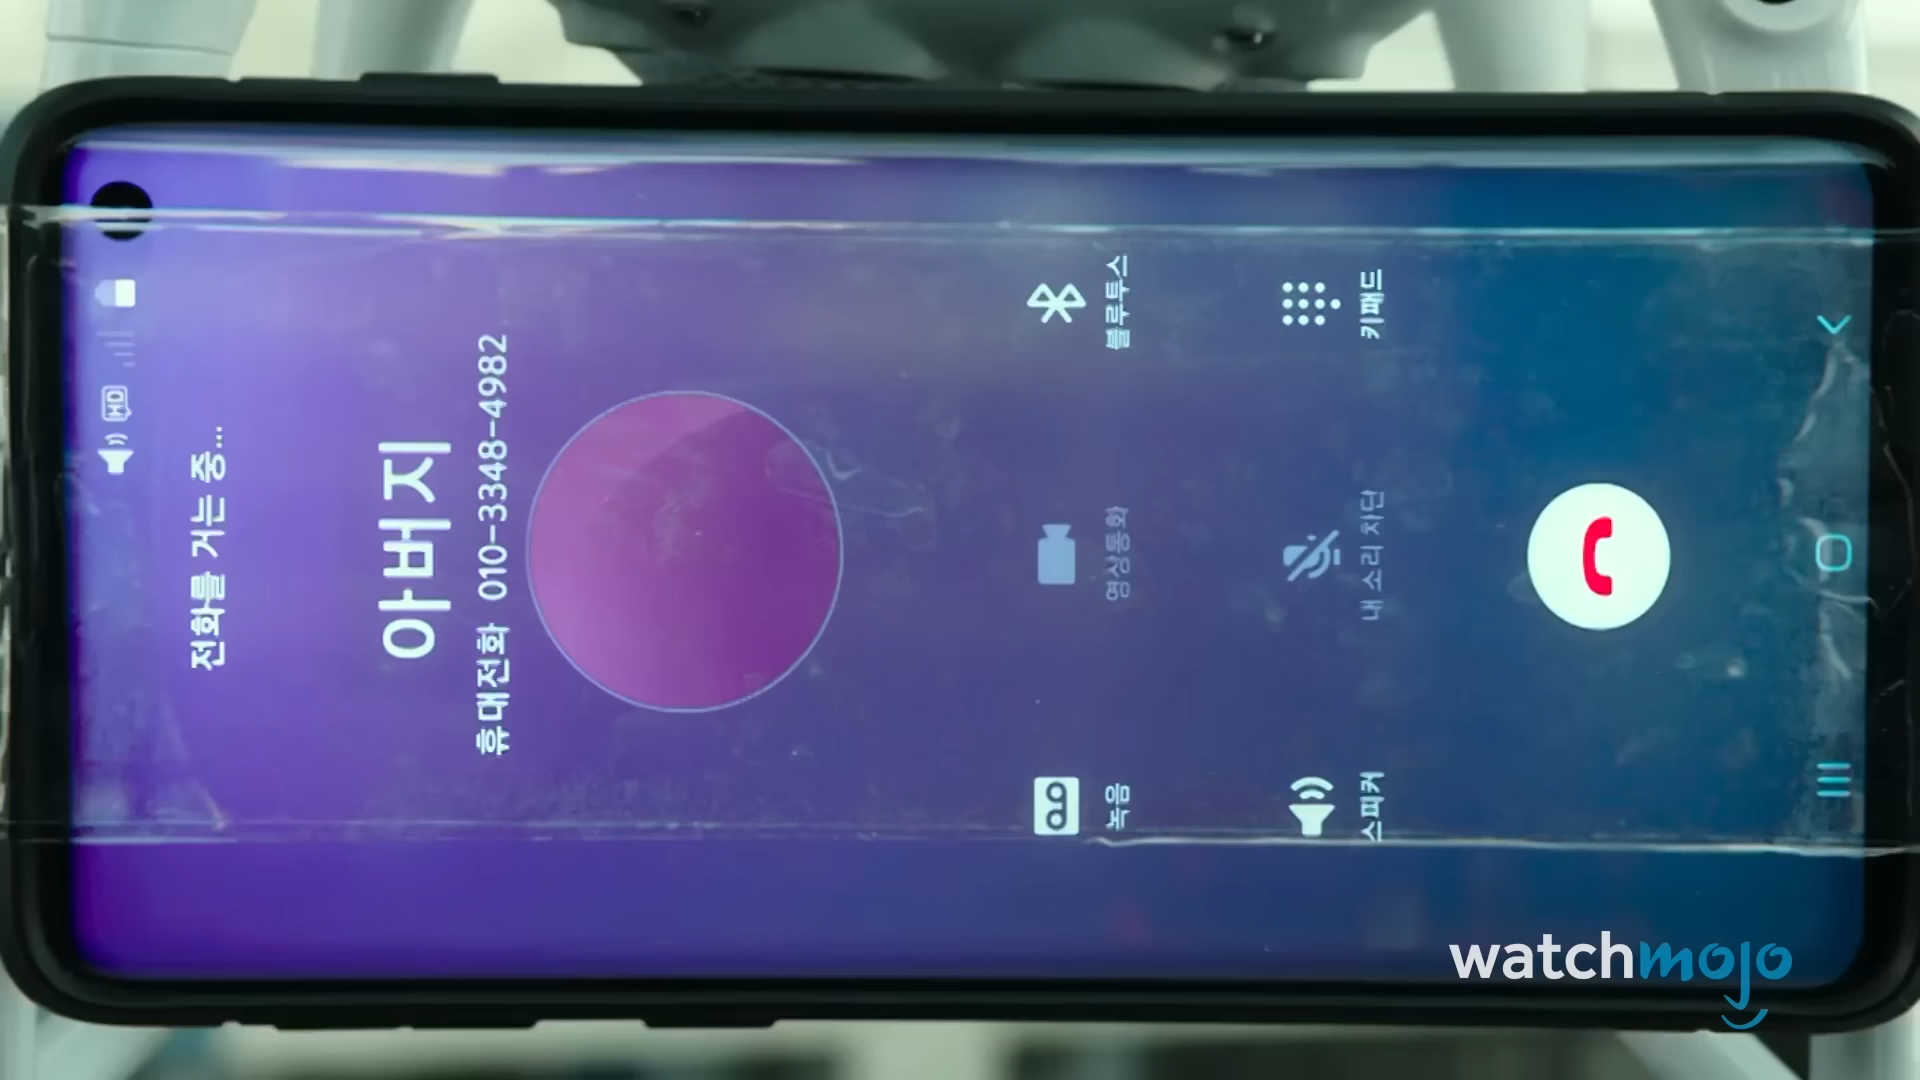 전화를 거는 중...
아버지
휴대전화 010-3348-4982
녹음
영상통화
블루투스
스피커
내 소리 차단
키패드
HD
watchmojo